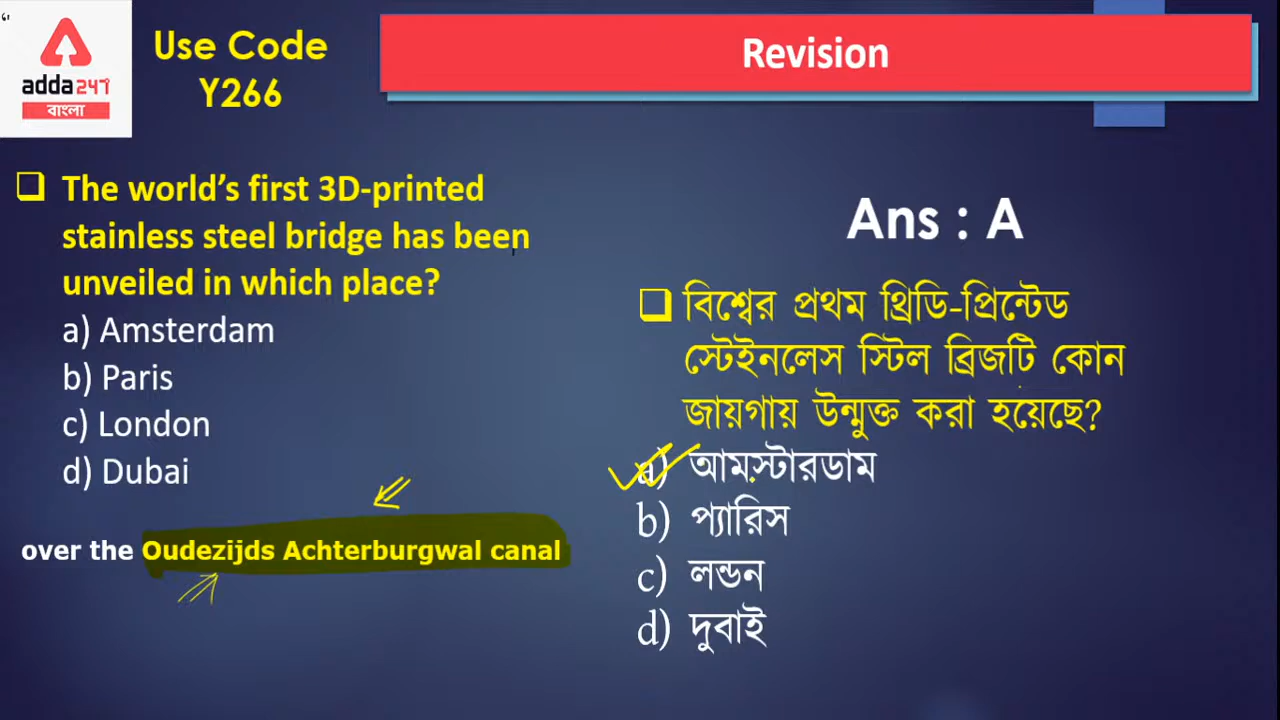 adda247
বাংলা
Use Code
Y266
Revision
The world's first 3D-printed
stainless steel bridge has been
unveiled in which place?
a) Amsterdam
b) Paris
c) London
d) Dubai
over the Oudezijds Achterburgwal canal
Ans : A
বিশ্বের প্রথম থ্রিডি-প্রিন্টেড
স্টেইনলেস স্টিল ব্রিজটি কোন
জায়গায় উন্মুক্ত করা হয়েছে?
a) আমস্টারডাম
b) প্যারিস
c) লন্ডন
d) দুবাই